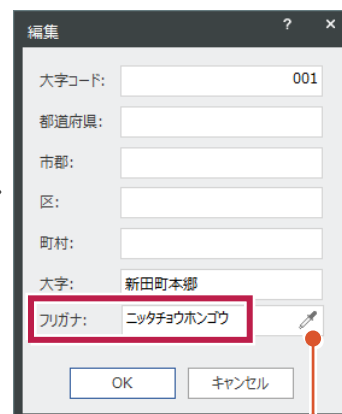 編集 ? ×
大字コード: 001
都道府県:
市郡:
区:
町村:
大字: 新田町本郷
フリガナ: ニッタチョウホンゴウ
OK キャンセル